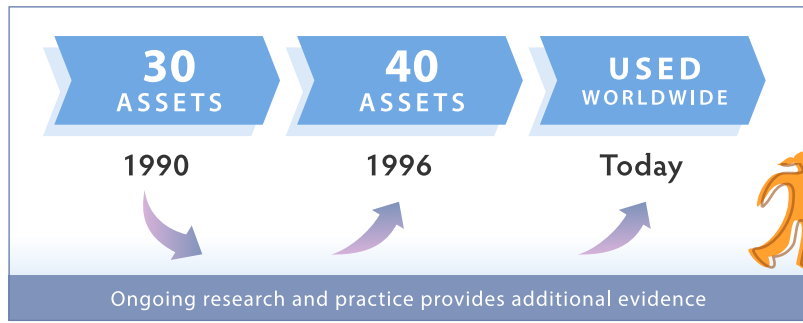 30
ASSETS
40
ASSETS
USED
WORLDWIDE
1990
1996
Today
Ongoing research and practice provides additional evidence